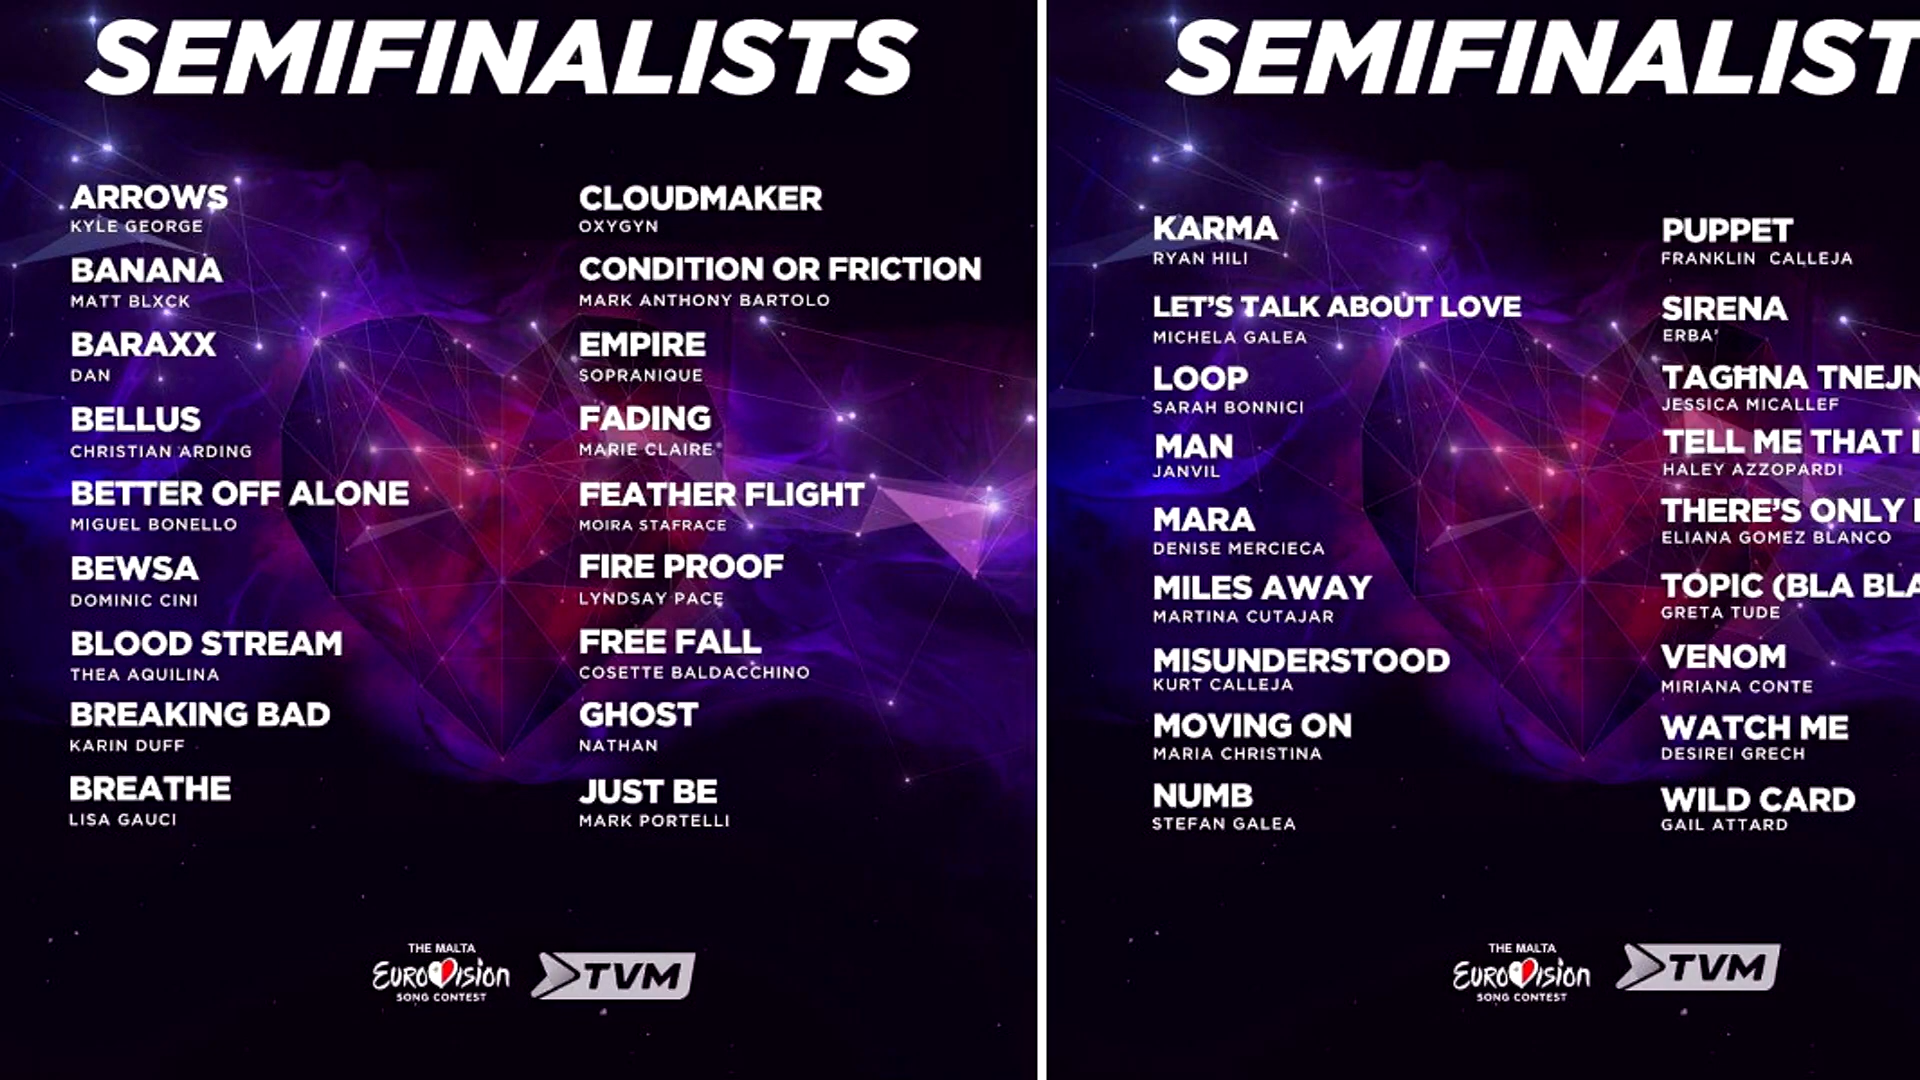 SEMIFINALISTS
ARROWS
KYLE GEORGE
BANANA
MATT BLXCK
BARAXX
DAN
BELLUS
CHRISTIAN ARDING
BETTER OFF ALONE
MIGUEL BONELLO
BEWSA
DOMINIC CINI
BLOOD STREAM
THEA AQUILINA
BREAKING BAD
KARIN DUFF
BREATHE
LISA GAUCI
CLOUDMAKER
OXYGYN
CONDITION OR FRICTION
MARK ANTHONY BARTOLO
EMPIRE
SOPRANIQUE
FADING
MARIE CLAIRE
FEATHER FLIGHT
MOIRA STAFRACE
FIRE PROOF
LYNDSAY PACE
FREE FALL
COSETTE BALDACCHINO
GHOST
NATHAN
JUST BE
MARK PORTELLI
THE MALTA
EUROVISION
SONG CONTEST
TVM
SEMIFINALIST
KARMA
RYAN HILI
LET'S TALK ABOUT LOVE
MICHELA GALEA
LOOP
SARAH BONNICI
MAN
JANVIL
MARA
DENISE MERCIECA
MILES AWAY
MARTINA CUTAJAR
MISUNDERSTOOD
KURT CALLEJA
MOVING ON
MARIA CHRISTINA
NUMB
STEFAN GALEA
PUPPET
FRANKLIN CALLEJA
SIRENA
ERBA'
TAGĦNA TNEJN
JESSICA MICALLEF
TELL ME THAT
HALEY AZZOPARDI
THERE'S ONLY
ELIANA GOMEZ BLANCO
TOPIC (BLA BLA
GRETA TUDE
VENOM
MIRIANA CONTE
WATCH ME
DESIREI GRECH
WILD CARD
GAIL ATTARD
THE MALTA
EUROVISION
SONG CONTEST
TVM